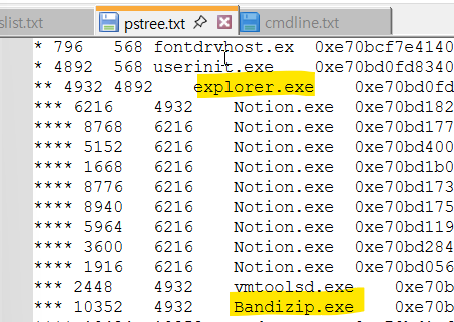 slist.txt pstree.txt cmdline.txt
* 796 568 fontdrvhost.ex 0xe70bcf7e4140
* 4892 568 userinit.exe 0xe70bd0fd8340
** 4932 4892 explorer.exe 0xe70bd0fd
*** 6216 4932 Notion.exe 0xe70bd182
**** 8768 6216 Notion.exe 0xe70bd177
**** 5152 6216 Notion.exe 0xe70bd400
**** 1668 6216 Notion.exe 0xe70bd1b0
**** 8776 6216 Notion.exe 0xe70bd173
**** 8940 6216 Notion.exe 0xe70bd175
**** 5964 6216 Notion.exe 0xe70bd119
**** 3600 6216 Notion.exe 0xe70bd284
**** 1916 6216 Notion.exe 0xe70bd056
*** 2448 4932 vmtoolsd.exe 0xe70b
*** 10352 4932 Bandizip.exe 0xe70b